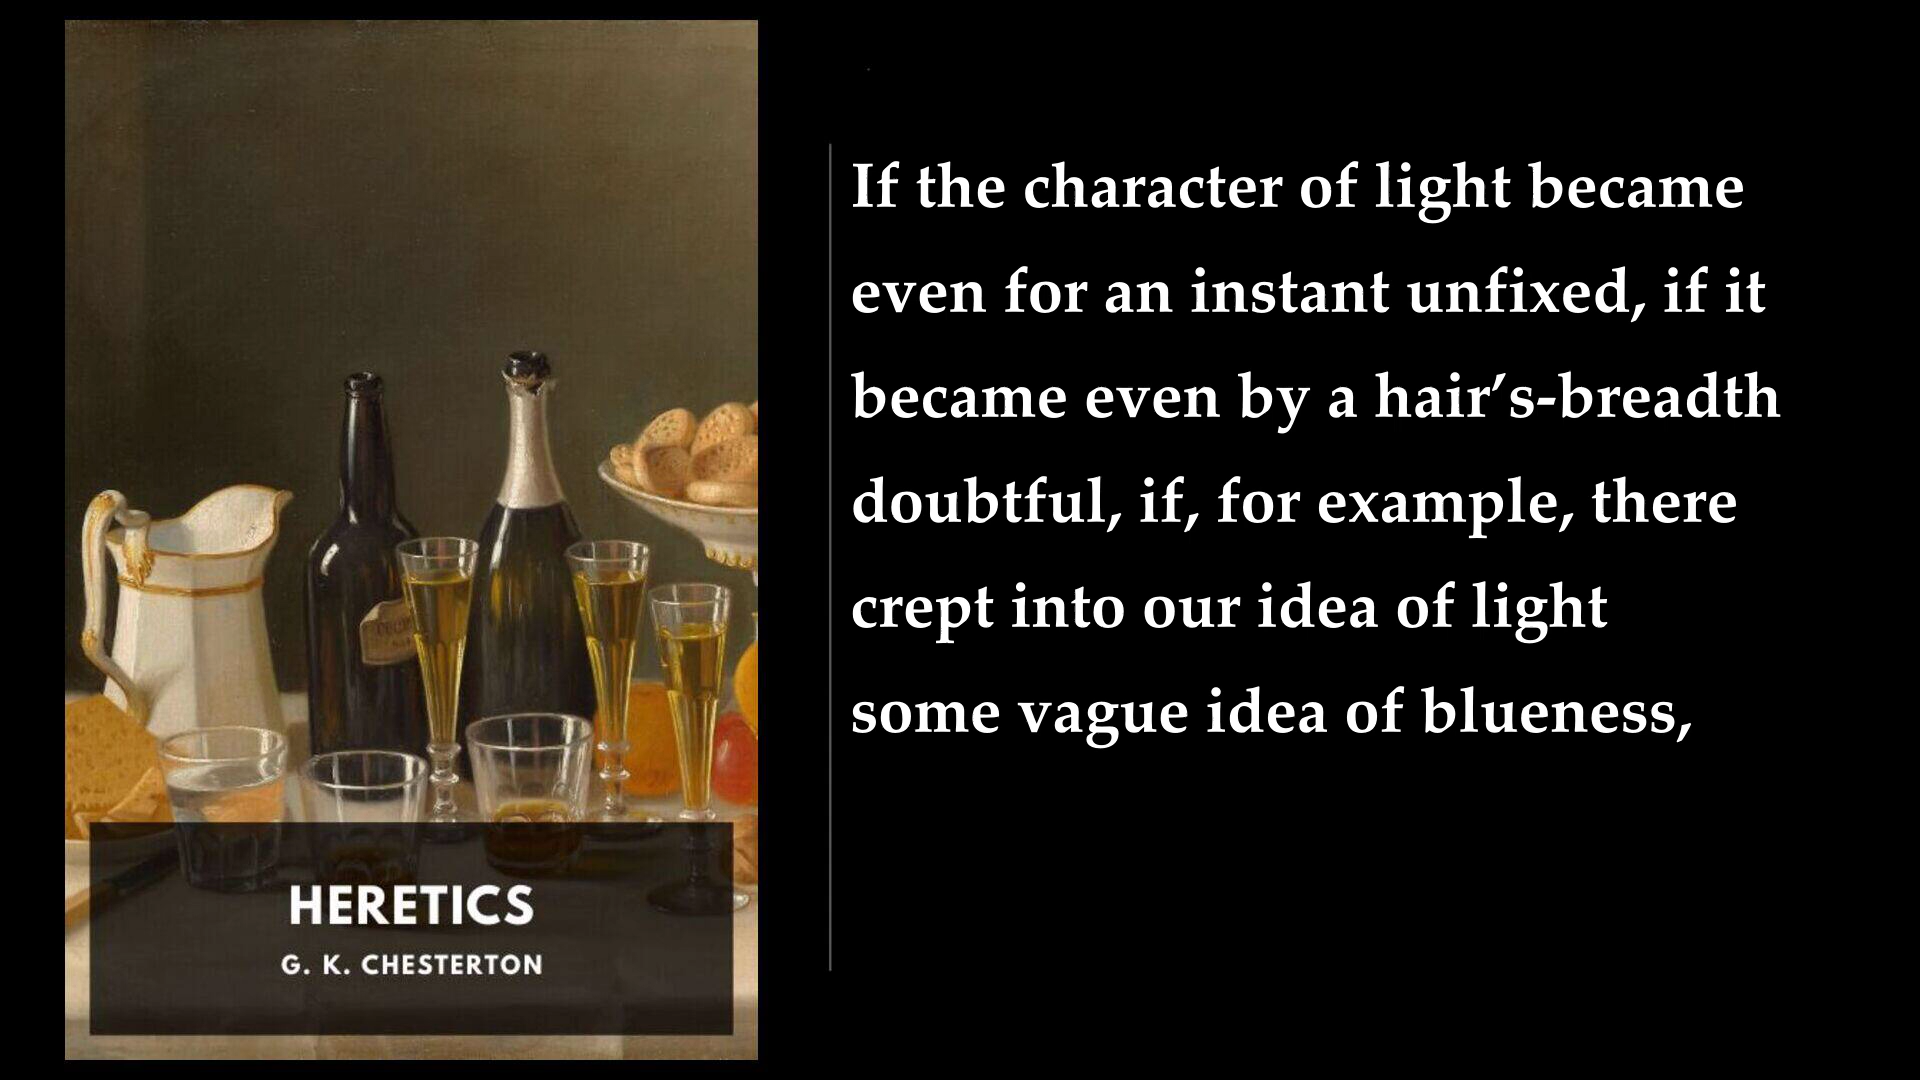 If the character of light became
even for an instant unfixed, if it
became even by a hair’s-breadth
doubtful, if, for example, there
crept into our idea of light
some vague idea of blueness,
HERETICS
G. K. CHESTERTON